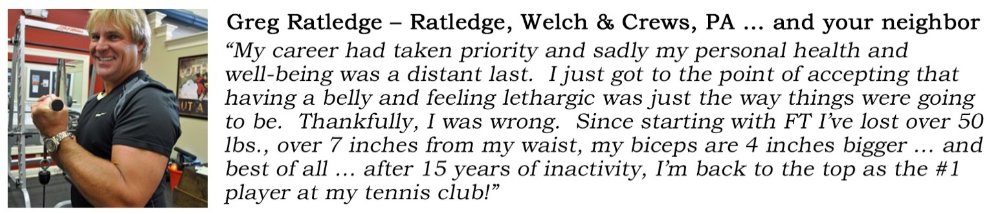 Greg Ratledge – Ratledge, Welch & Crews, PA … and your neighbor
“My career had taken priority and sadly my personal health and
well-being was a distant last.  I just got to the point of accepting that
having a belly and feeling lethargic was just the way things were going
to be.  Thankfully, I was wrong.  Since starting with FT I’ve lost over 50
lbs., over 7 inches from my waist, my biceps are 4 inches bigger … and
best of all … after 15 years of inactivity, I’m back to the top as the #1
player at my tennis club!”